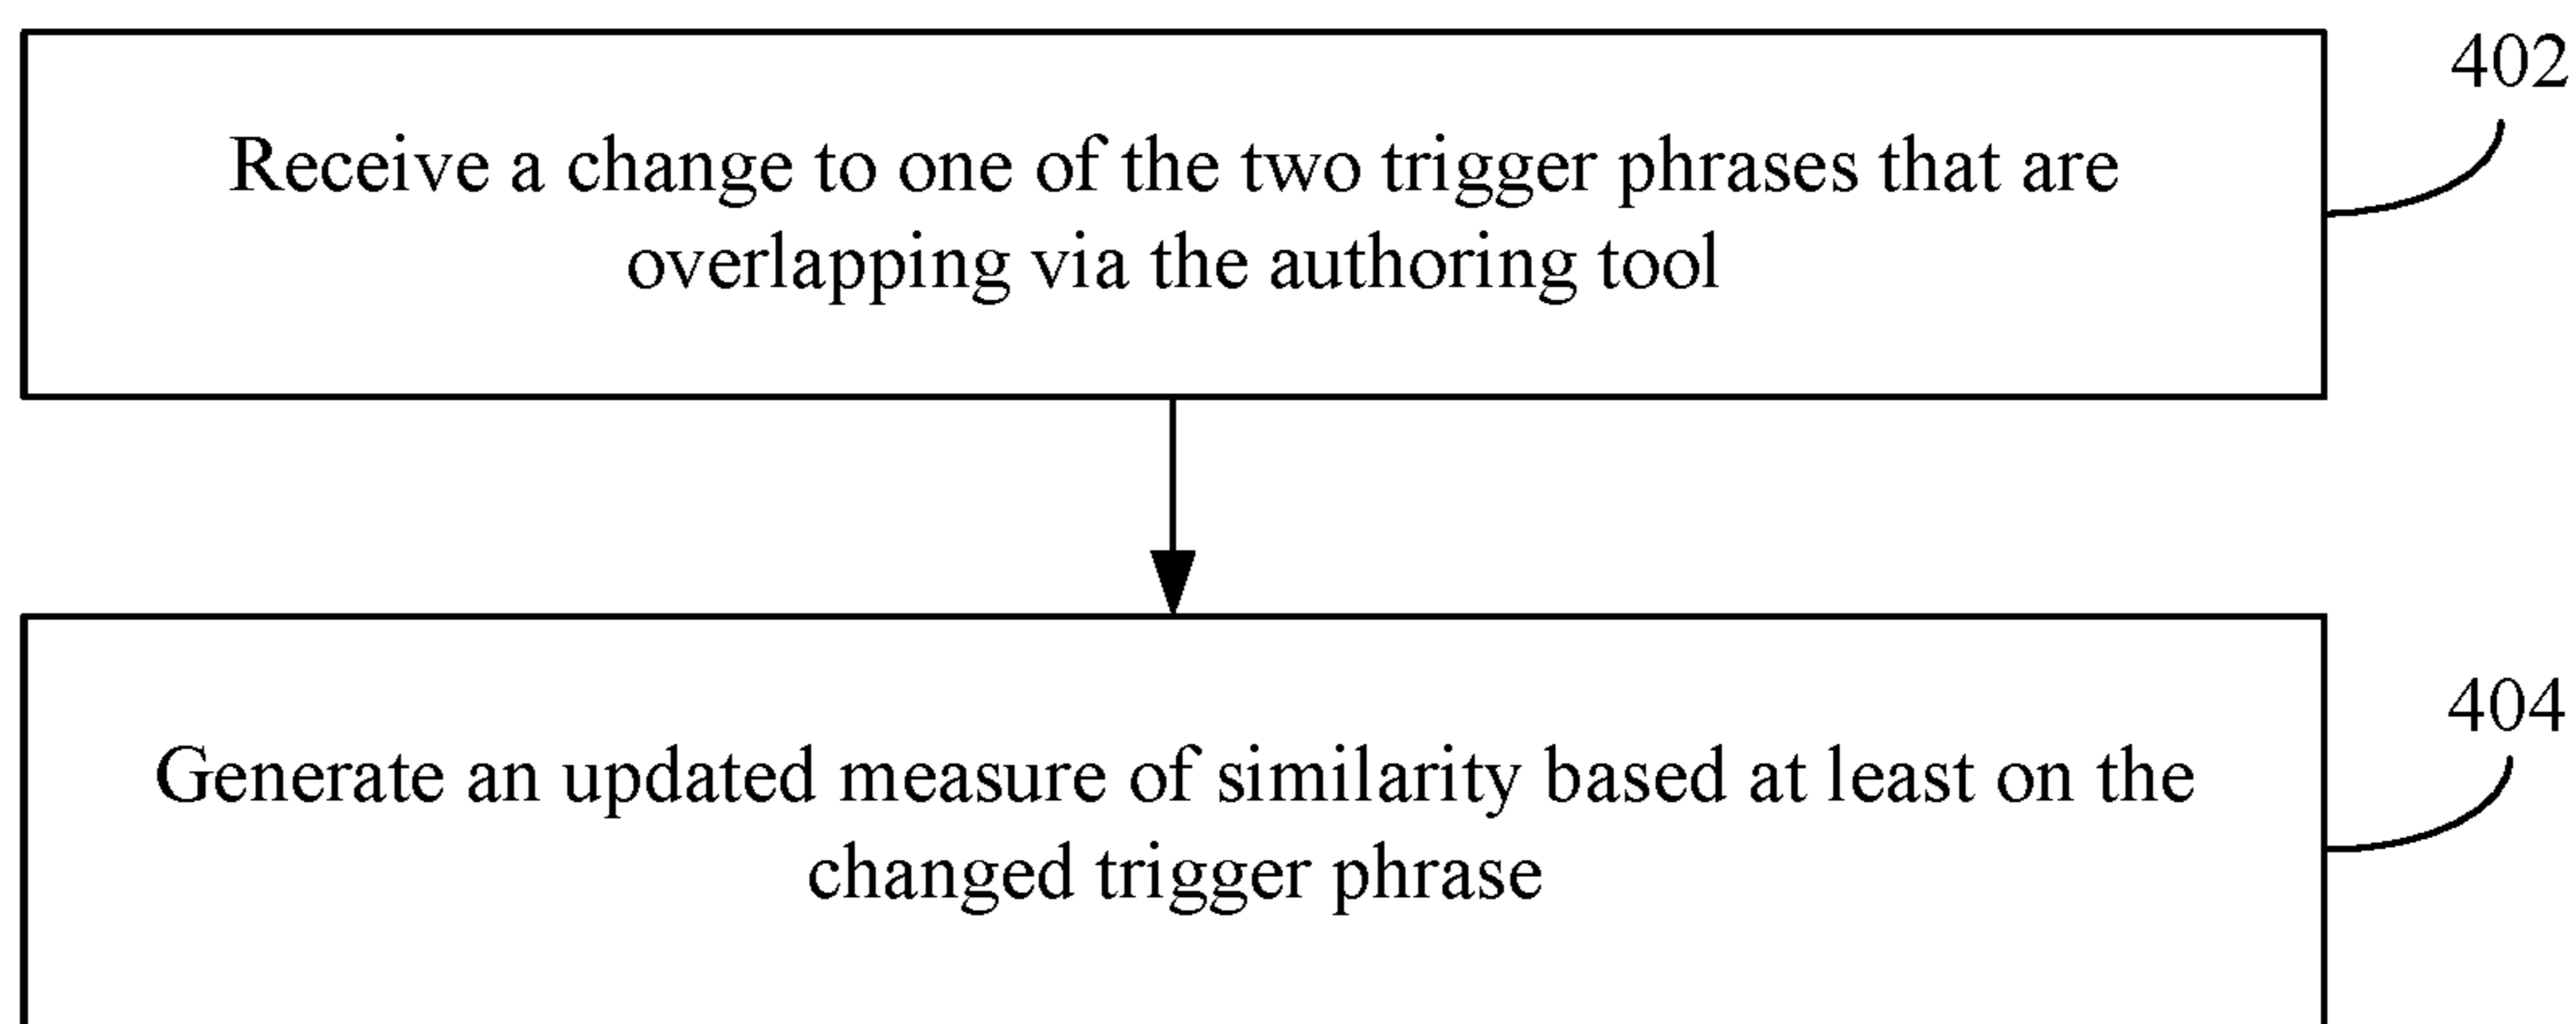 402
Receive a change to one of the two trigger phrases that are
overlapping via the authoring tool
404
Generate an updated measure of similarity based at least on the
changed trigger phrase